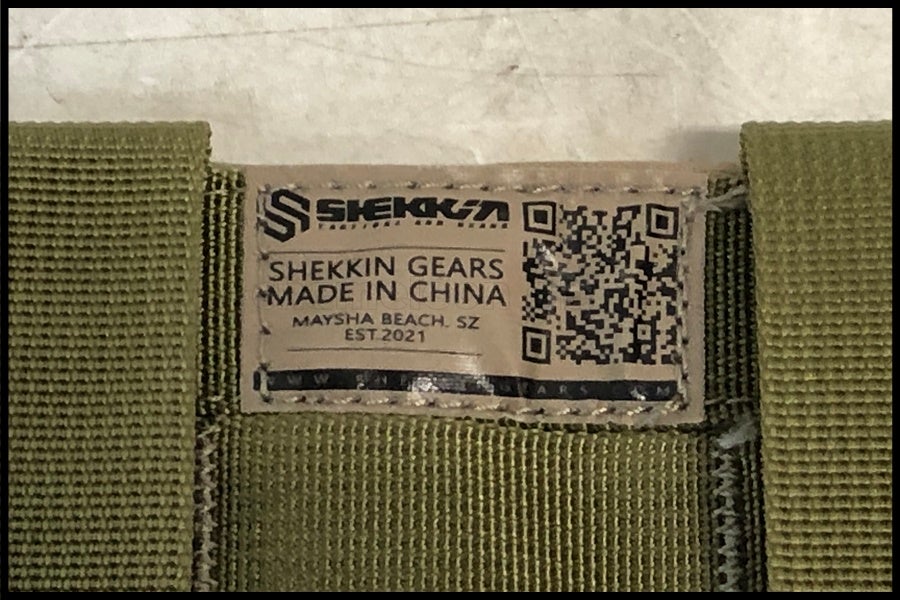 SHEKKIN
TACTICAL AND GEARS
SHEKKIN GEARS
MADE IN CHINA
MAYSHA BEACH. SZ
EST.2021